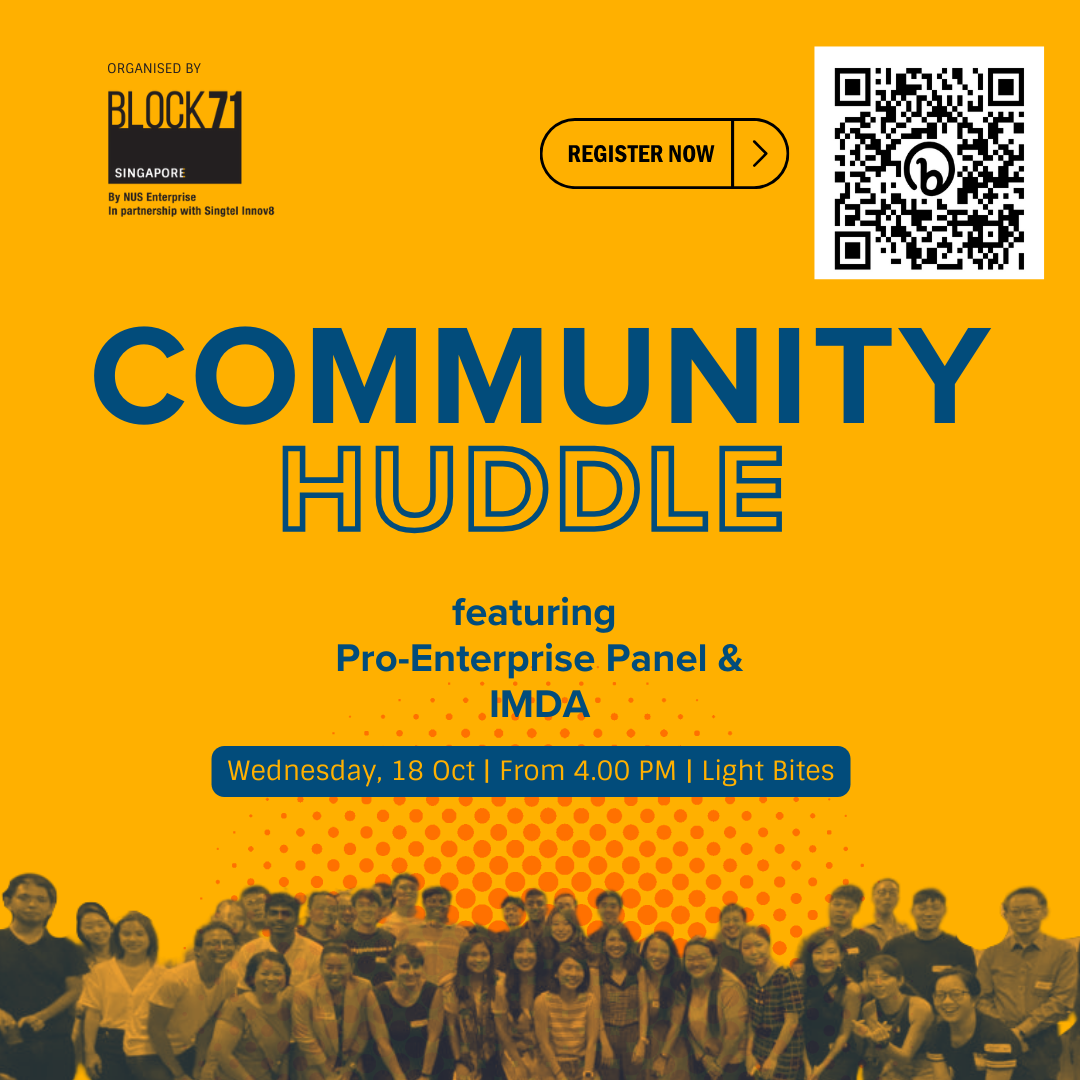 ORGANISED BY
BLOCK71
SINGAPORE
By NUS Enterprise
In partnership with Singtel Innov8
REGISTER NOW
COMMUNITY
HUDDLE
featuring
Pro-Enterprise Panel &
IMDA
Wednesday, 18 Oct | From 4.00 PM | Light Bites